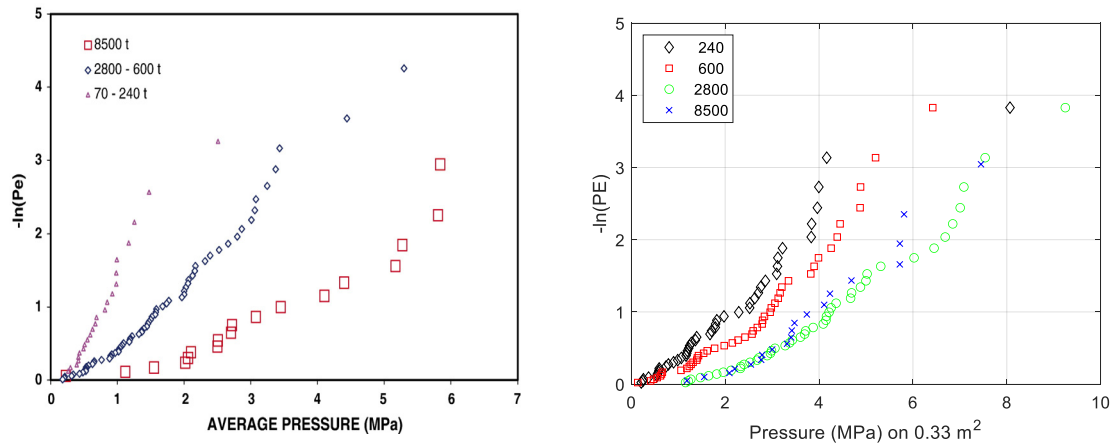 5
4
3
2
1
0
-ln(Pe)
8500 t
2800 - 600 t
70 - 240 t
0 1 2 3 4 5 6 7
AVERAGE PRESSURE (MPa)
5
4
3
2
1
0
-ln(PE)
240
600
2800
8500
0 2 4 6 8 10
Pressure (MPa) on 0.33 m²